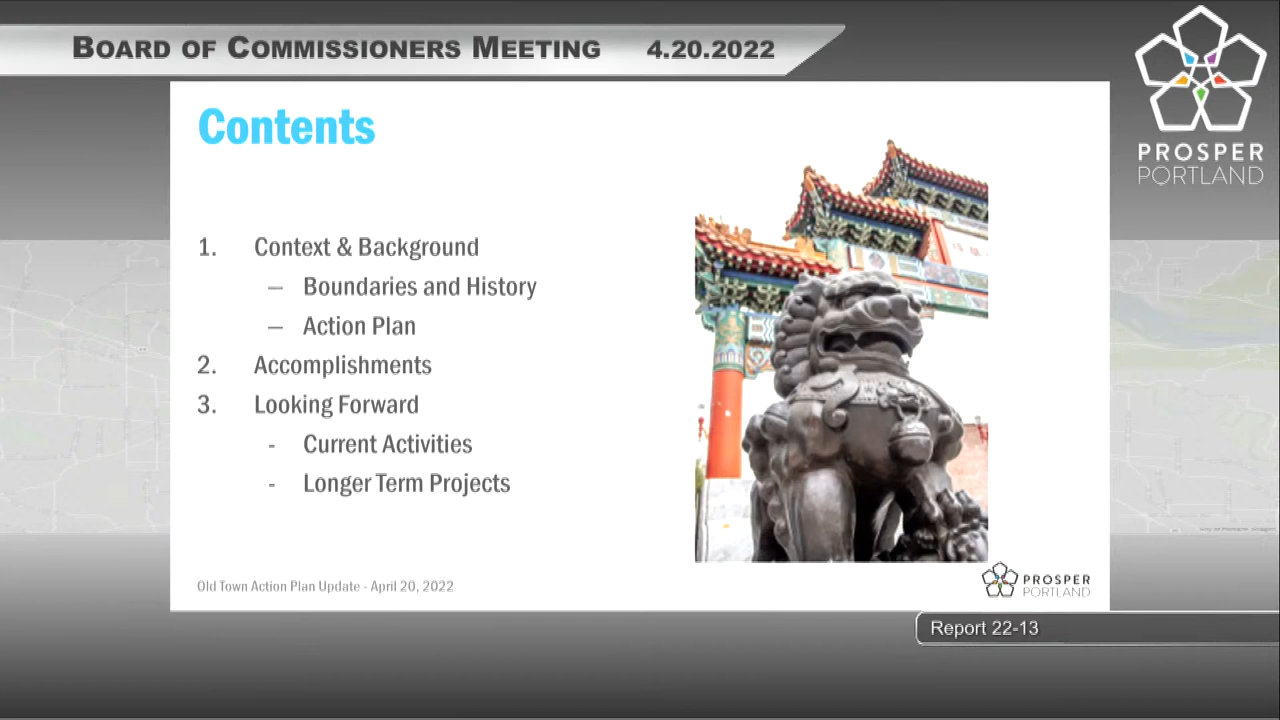 BOARD OF COMMISSIONERS MEETING 4.20.2022
PROSPER
PORTLAND
Contents
1. Context & Background
– Boundaries and History
– Action Plan
2. Accomplishments
3. Looking Forward
- Current Activities
- Longer Term Projects
Old Town Action Plan Update - April 20, 2022
PROSPER
PORTLAND
Report 22-13